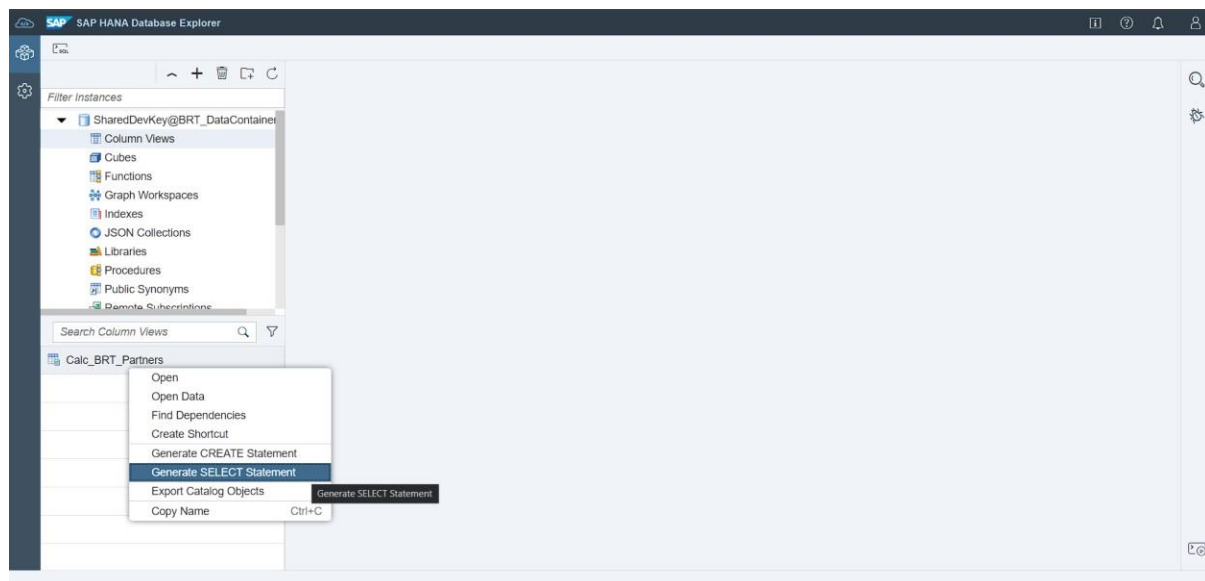 SAP SAP HANA Database Explorer
SQL
Filter Instances
SharedDevKey@BRT_DataContainer
Column Views
Cubes
Functions
Graph Workspaces
Indexes
JSON Collections
Libraries
Procedures
Public Synonyms
Remote Subscriptions
Search Column Views
Calc_BRT_Partners
Open
Open Data
Find Dependencies
Create Shortcut
Generate CREATE Statement
Generate SELECT Statement
Export Catalog Objects
Generate SELECT Statement
Copy Name Ctrl+C